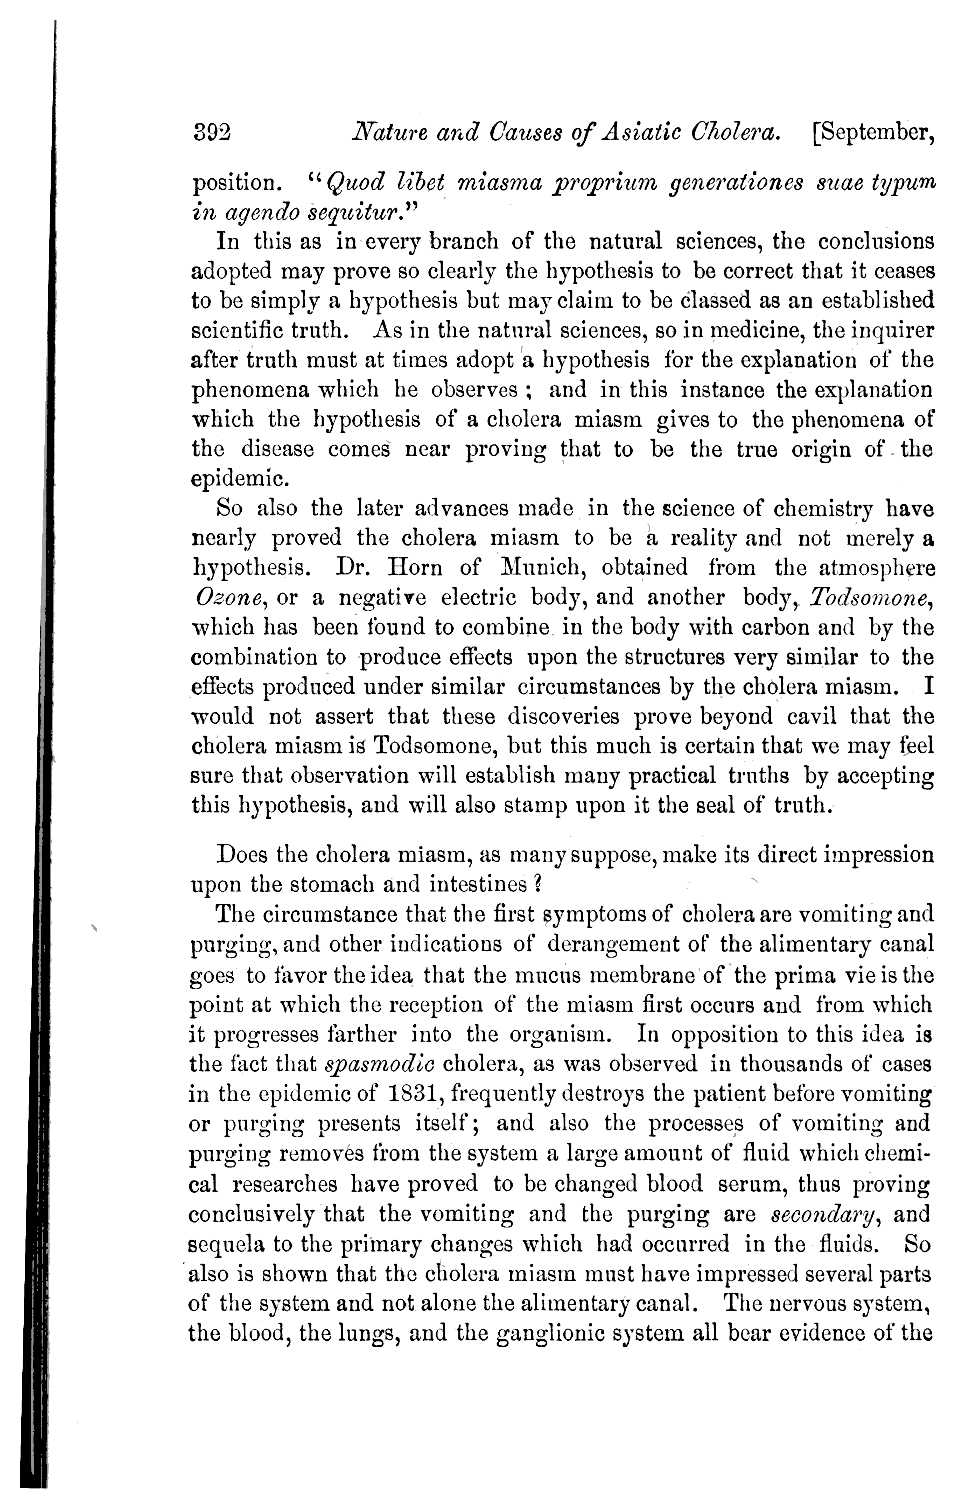 392 Nature and Causes of Asiatic Cholera. [September,
position. "Quod libet miasma proprium generationes suae typum
in agendo sequitur."
In this as in every branch of the natural sciences, the conclusions
adopted may prove so clearly the hypothesis to be correct that it ceases
to be simply a hypothesis but may claim to be classed as an established
scientific truth. As in the natural sciences, so in medicine, the inquirer
after truth must at times adopt a hypothesis for the explanation of the
phenomena which he observes; and in this instance the explanation
which the hypothesis of a cholera miasm gives to the phenomena of
the disease comes near proving that to be the true origin of the
epidemic.
So also the later advances made in the science of chemistry have
nearly proved the cholera miasm to be a reality and not merely a
hypothesis. Dr. Horn of Munich, obtained from the atmosphere
Ozone, or a negative electric body, and another body, Todsomone,
which has been found to combine in the body with carbon and by the
combination to produce effects upon the structures very similar to the
effects produced under similar circumstances by the cholera miasm. I
would not assert that these discoveries prove beyond cavil that the
cholera miasm is Todsomone, but this much is certain that we may feel
sure that observation will establish many practical truths by accepting
this hypothesis, and will also stamp upon it the seal of truth.
Does the cholera miasm, as many suppose, make its direct impression
upon the stomach and intestines?
The circumstance that the first symptoms of cholera are vomiting and
purging, and other indications of derangement of the alimentary canal
goes to favor the idea that the mucus membrane of the prima vie is the
point at which the reception of the miasm first occurs and from which
it progresses farther into the organism. In opposition to this idea is
the fact that spasmodic cholera, as was observed in thousands of cases
in the epidemic of 1831, frequently destroys the patient before vomiting
or purging presents itself; and also the processes of vomiting and
purging removes from the system a large amount of fluid which chemi-
cal researches have proved to be changed blood serum, thus proving
conclusively that the vomiting and the purging are secondary, and
sequela to the primary changes which had occurred in the fluids. So
also is shown that the cholera miasm must have impressed several parts
of the system and not alone the alimentary canal. The nervous system,
the blood, the lungs, and the ganglionic system all bear evidence of the